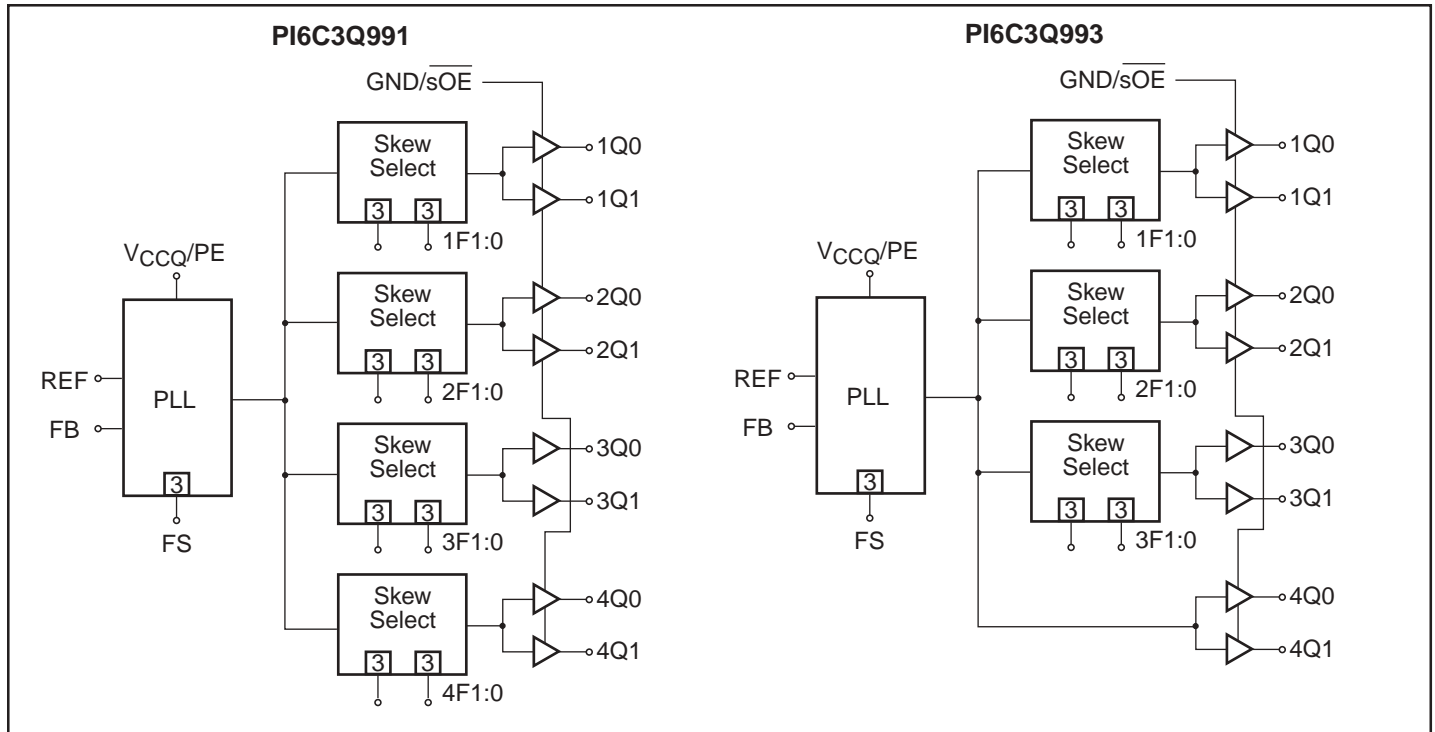 PI6C3Q991
GND/sOE
Skew
Select
3 3
1F1:0
1Q0
1Q1
VCCQ/PE
Skew
Select
3 3
2F1:0
2Q0
2Q1
REF
FB
PLL
3
FS
Skew
Select
3 3
3F1:0
3Q0
3Q1
Skew
Select
3 3
4F1:0
4Q0
4Q1
PI6C3Q993
GND/sOE
Skew
Select
3 3
1F1:0
1Q0
1Q1
VCCQ/PE
Skew
Select
3 3
2F1:0
2Q0
2Q1
REF
FB
PLL
3
FS
Skew
Select
3 3
3F1:0
3Q0
3Q1
4Q0
4Q1